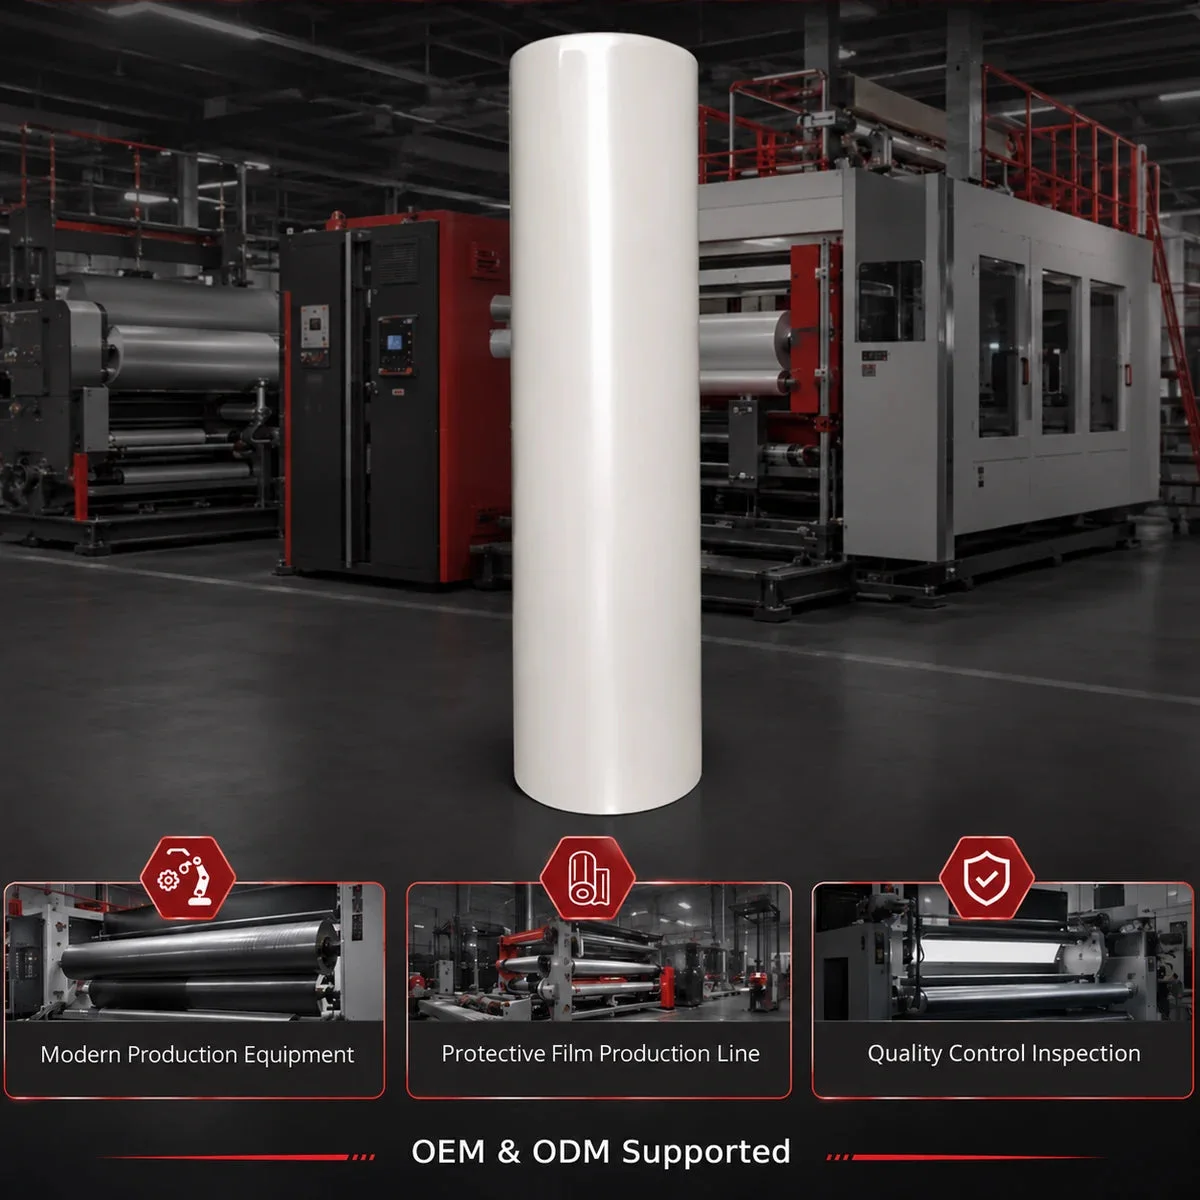 Modern Production Equipment
Protective Film Production Line
Quality Control Inspection
OEM & ODM Supported